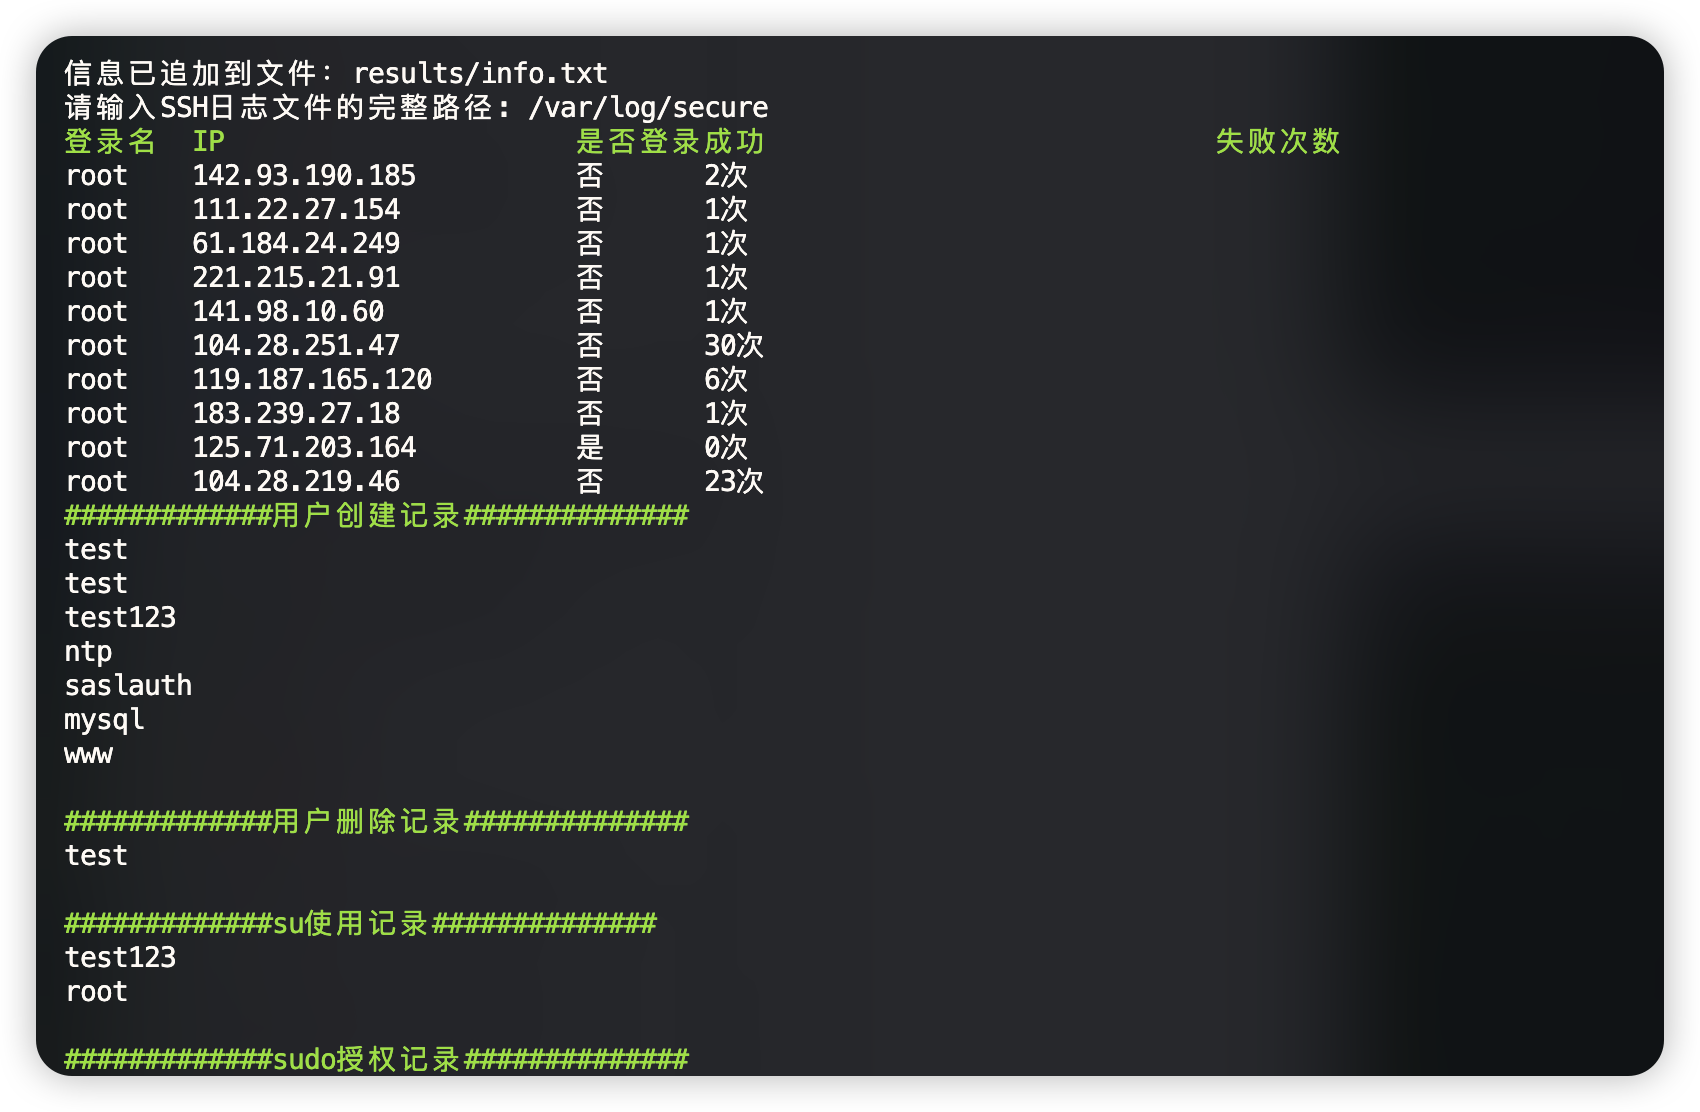 信息已追加到文件: results/info.txt
请输入SSH日志文件的完整路径: /var/log/secure
登录名 IP 是否登录成功 失败次数
root 142.93.190.185 否 2次
root 111.22.27.154 否 1次
root 61.184.24.249 否 1次
root 221.215.21.91 否 1次
root 141.98.10.60 否 1次
root 104.28.251.47 否 30次
root 119.187.165.120 否 6次
root 183.239.27.18 否 1次
root 125.71.203.164 是 0次
root 104.28.219.46 否 23次
#############用户创建记录##############
test
test
test123
ntp
saslauth
mysql
www
#############用户删除记录##############
test
#############su使用记录##############
test123
root
#############sudo授权记录##############